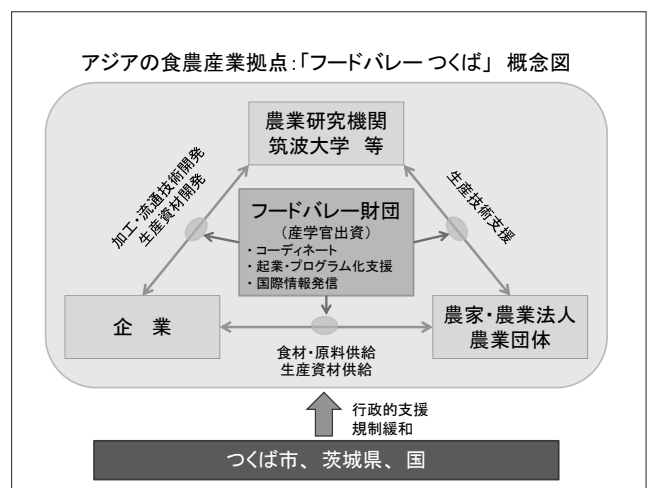 アジアの食農産業拠点:「フードバレーつくば」 概念図
農業研究機関
筑波大学 等
加工・流通技術開発
生産資材開発
生産技術支援
フードバレー財団
(産学官出資)
・コーディネート
・起業・プログラム化支援
・国際情報発信
企 業
農家・農業法人
農業団体
食材・原料供給
生産資材供給
行政的支援
規制緩和
つくば市、茨城県、国